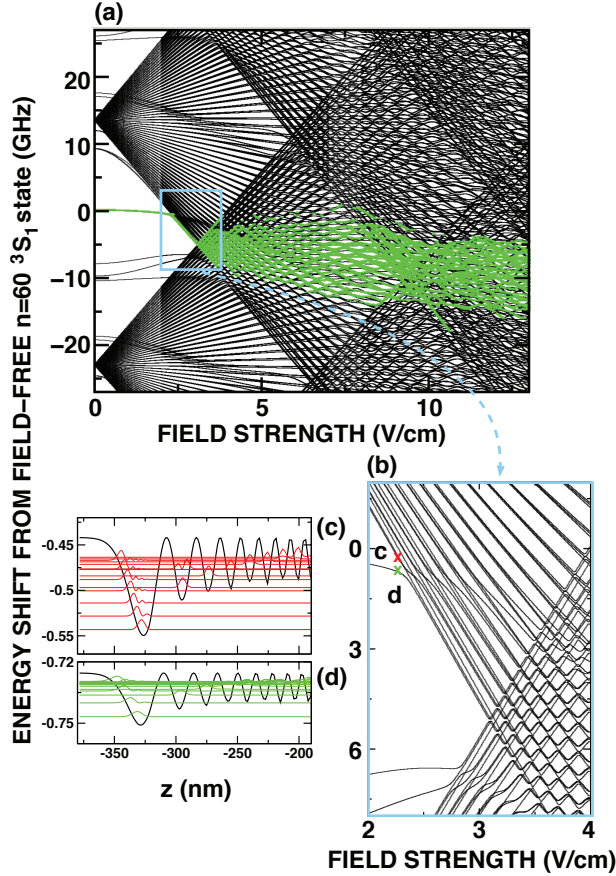 (a)
ENERGY SHIFT FROM FIELD–FREE n=60 ³S₁ state (GHz)
20
10
0
−10
−20
0
5
10
FIELD STRENGTH (V/cm)
(b)
c
d
0
3
6
2
3
4
FIELD STRENGTH (V/cm)
(c)
-0.45
-0.5
-0.55
(d)
-0.72
-0.75
-350
-300
-250
-200
z (nm)